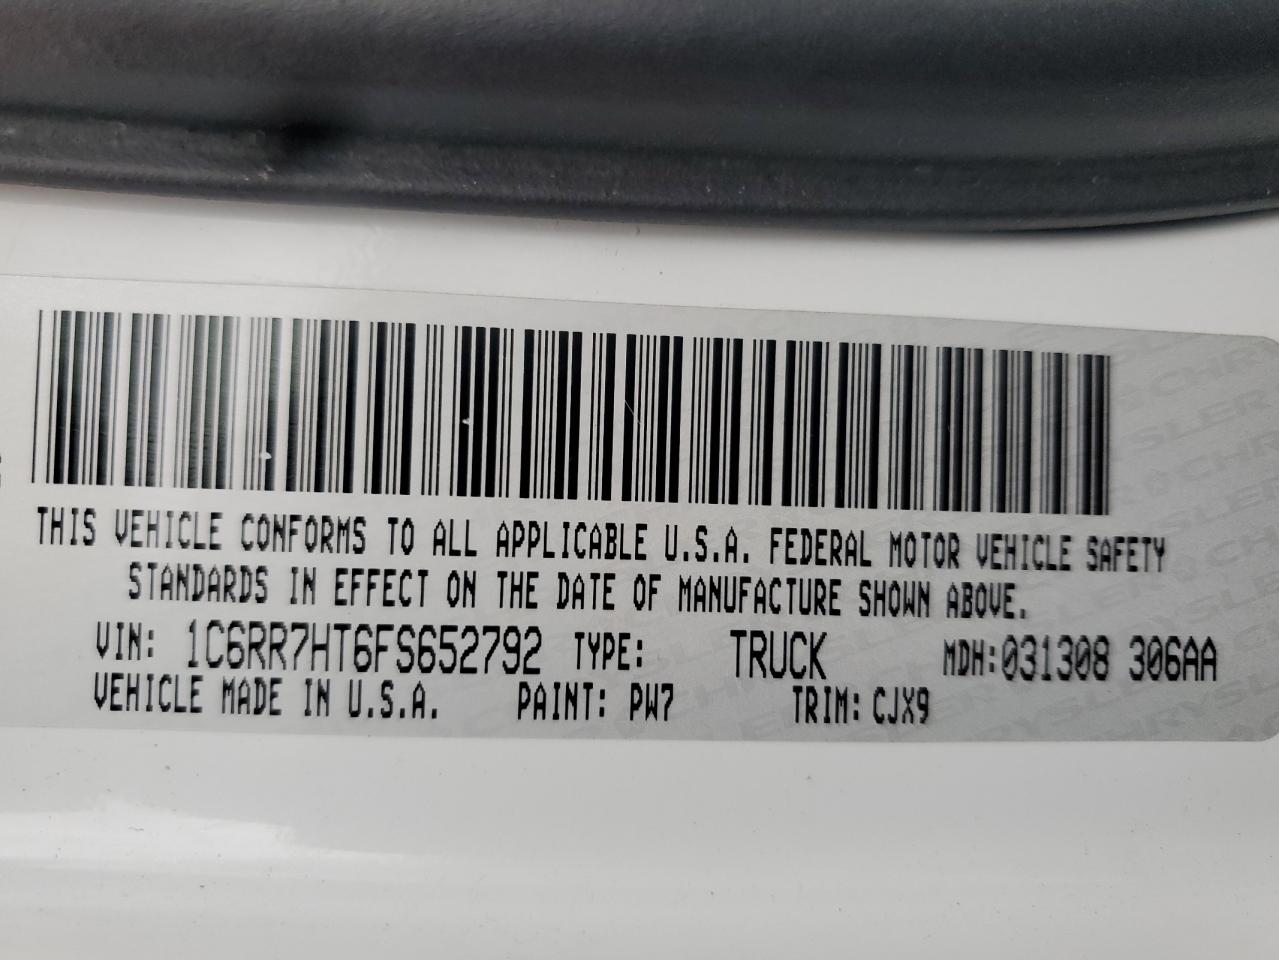 THIS VEHICLE CONFORMS TO ALL APPLICABLE U.S.A. FEDERAL MOTOR VEHICLE SAFETY
STANDARDS IN EFFECT ON THE DATE OF MANUFACTURE SHOWN ABOVE.
VIN: 1C6RR7HT6FS652792 TYPE: TRUCK MDH:031308 306AA
VEHICLE MADE IN U.S.A. PAINT: PW7 TRIM: CJX9